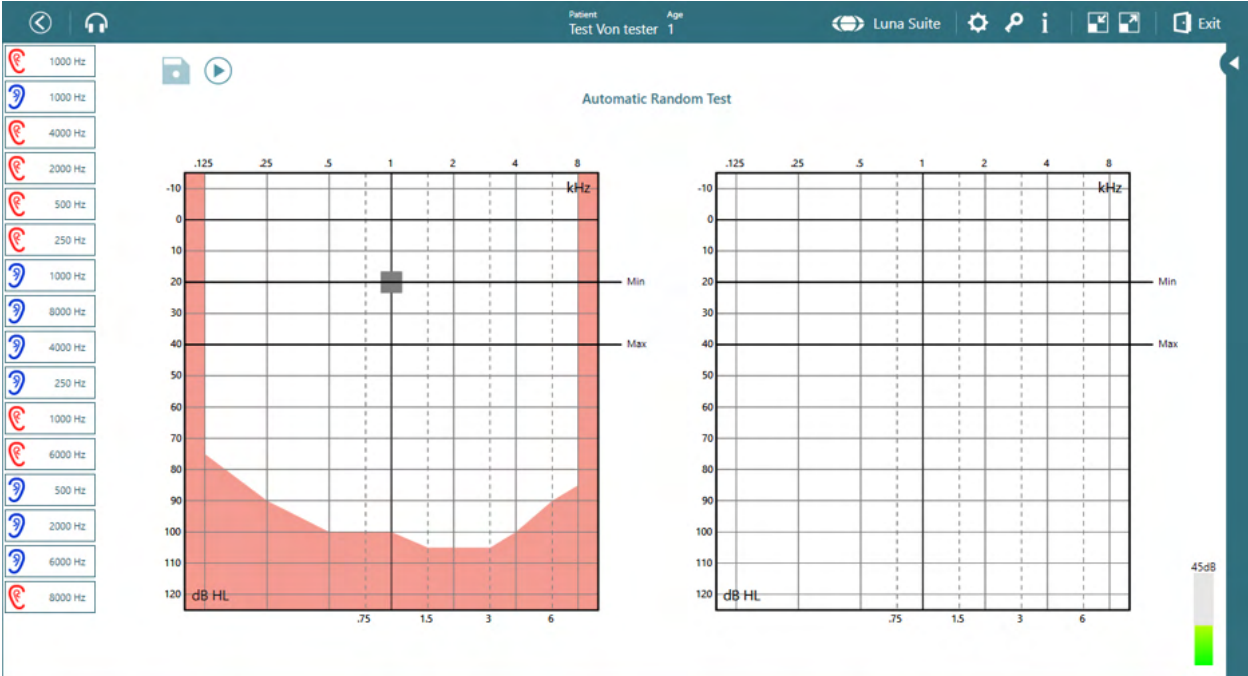 Patient Age
Test Von tester 1
Luna Suite
Exit
1000 Hz
1000 Hz
4000 Hz
2000 Hz
500 Hz
250 Hz
1000 Hz
8000 Hz
4000 Hz
250 Hz
1000 Hz
6000 Hz
500 Hz
2000 Hz
6000 Hz
8000 Hz
Automatic Random Test
.125 .25 .5 1 2 4 8
kHz
-10
0
10
20
30
40
50
60
70
80
90
100
110
120
Min
Max
dB HL
.75 1.5 3 6
.125 .25 .5 1 2 4 8
kHz
-10
0
10
20
30
40
50
60
70
80
90
100
110
120
Min
Max
dB HL
.75 1.5 3 6
45dB